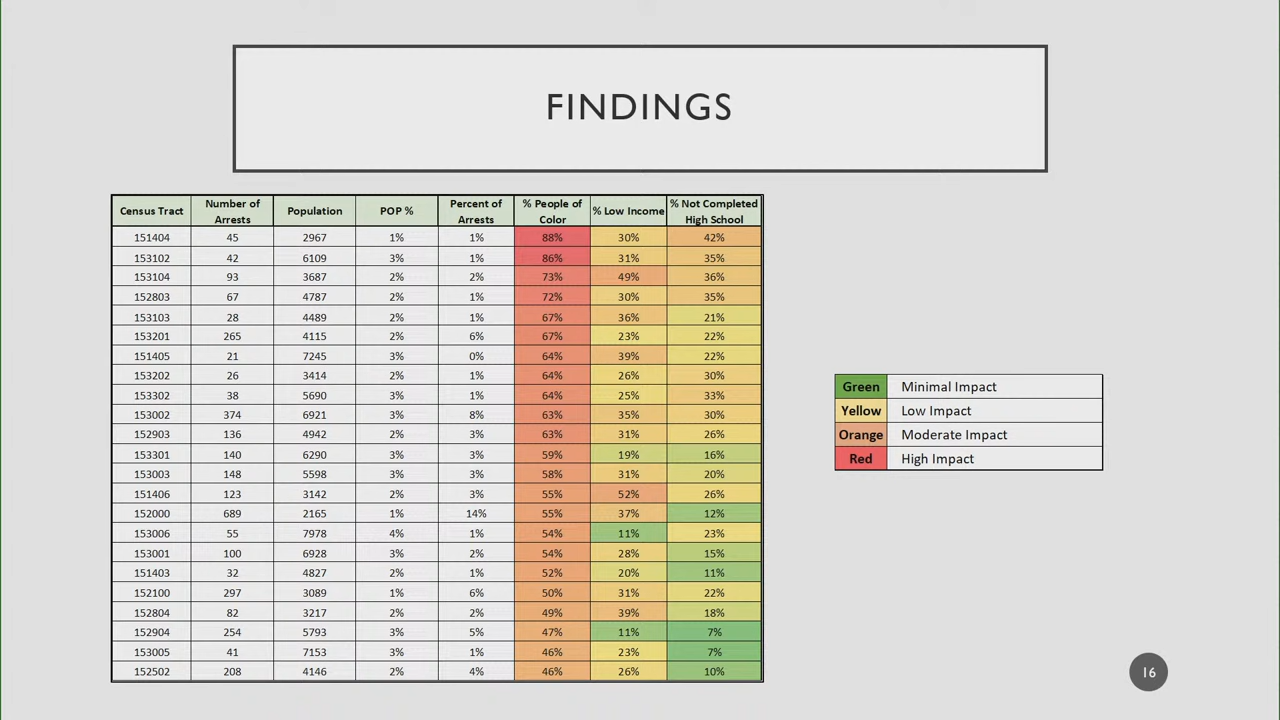 FINDINGS
Census Tract Number of Arrests Population POP % Percent of Arrests % People of Color % Low Income % Not Completed High School
151404 45 2967 1% 1% 88% 30% 42%
153102 42 6109 3% 1% 86% 31% 35%
153104 93 3687 2% 2% 73% 49% 36%
152803 67 4787 2% 1% 72% 30% 35%
153103 28 4489 2% 1% 67% 36% 21%
153201 265 4115 2% 6% 67% 23% 22%
151405 21 7245 3% 0% 64% 39% 22%
153202 26 3414 2% 1% 64% 26% 30%
153302 38 5690 3% 1% 64% 25% 33%
153002 374 6921 3% 8% 63% 35% 30%
152903 136 4942 2% 3% 63% 31% 26%
153301 140 6290 3% 3% 59% 19% 16%
153003 148 5598 3% 3% 58% 31% 20%
151406 123 3142 2% 3% 55% 52% 26%
152000 689 2165 1% 14% 55% 37% 12%
153006 55 7978 4% 1% 54% 11% 23%
153001 100 6928 3% 2% 54% 28% 15%
151403 32 4827 2% 1% 52% 20% 11%
152100 297 3089 1% 6% 50% 31% 22%
152804 82 3217 2% 2% 49% 39% 18%
152904 254 5793 3% 5% 47% 11% 7%
153005 41 7153 3% 1% 46% 23% 7%
152502 208 4146 2% 4% 46% 26% 10%
Green Minimal Impact
Yellow Low Impact
Orange Moderate Impact
Red High Impact
16